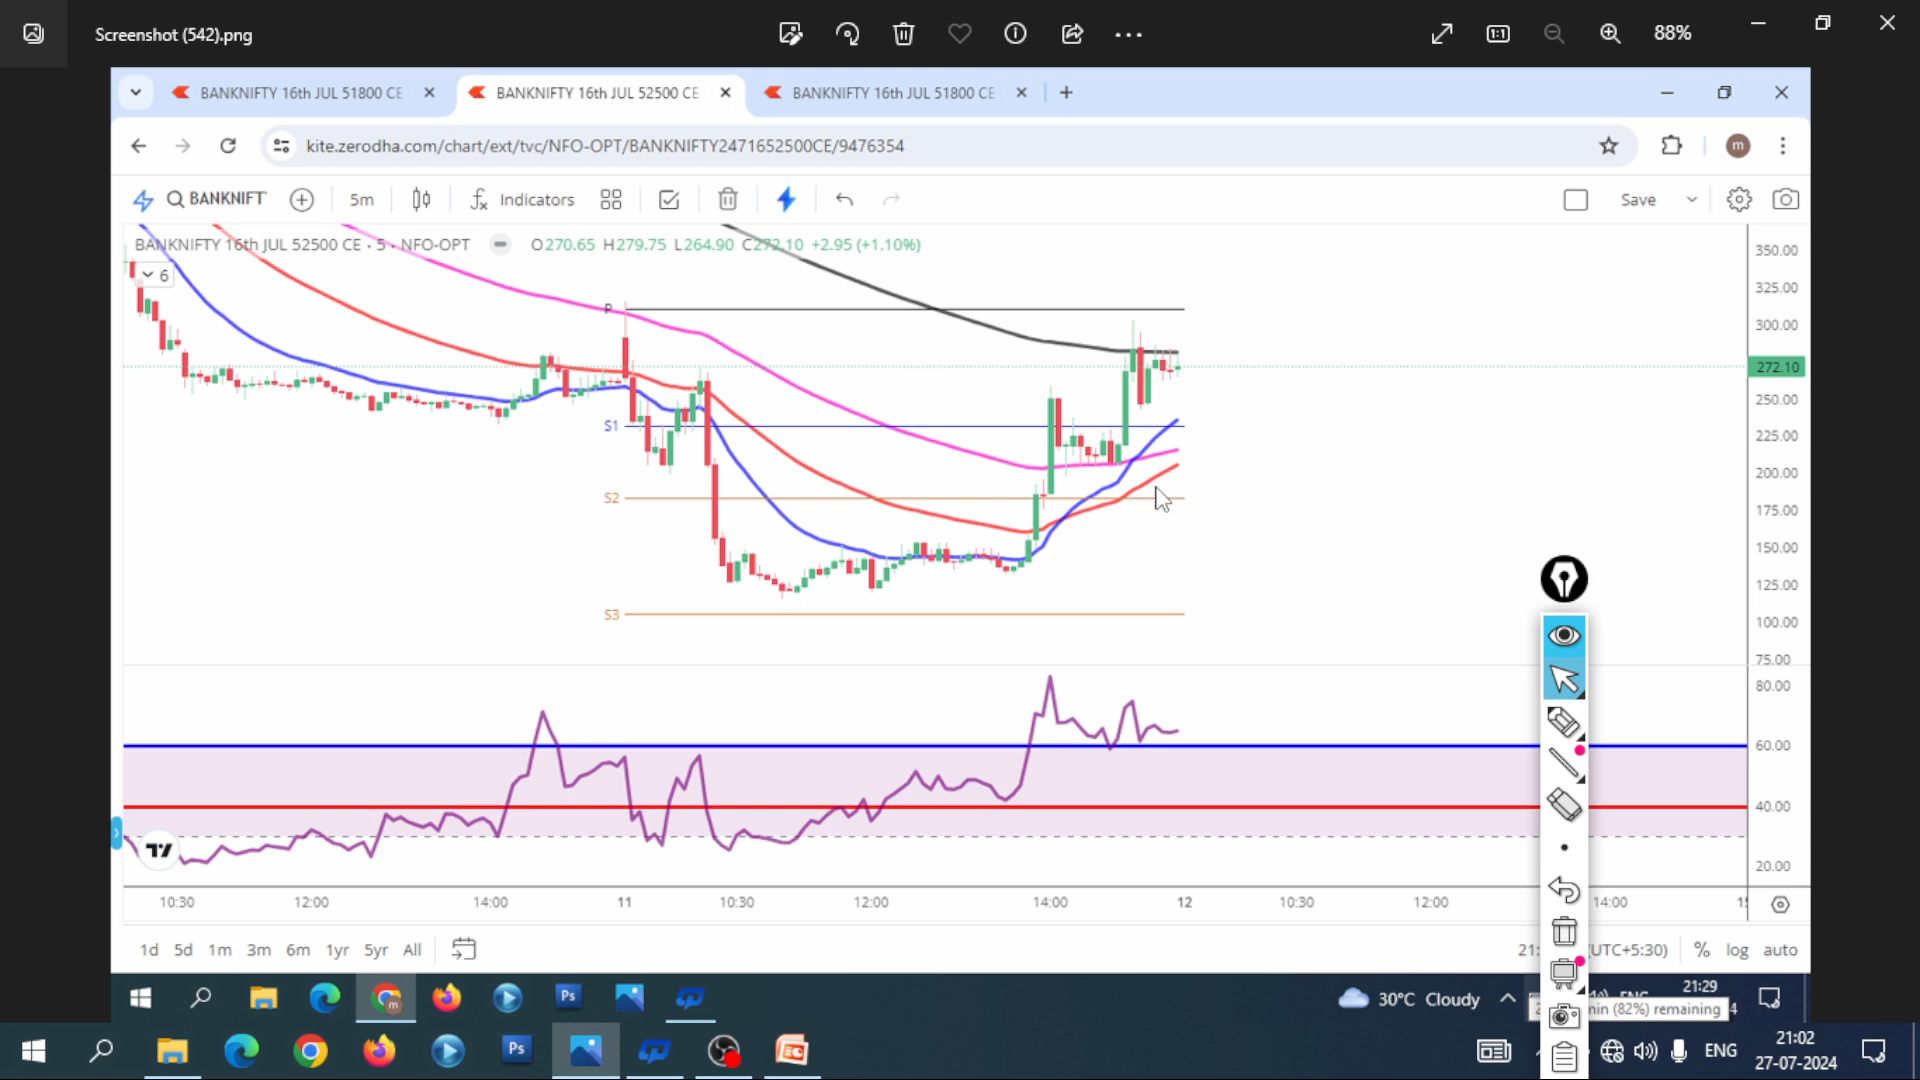 Screenshot (542).png
88%
BANKNIFTY 16th JUL 51800 CE
BANKNIFTY 16th JUL 52500 CE
BANKNIFTY 16th JUL 51800 CE
kite.zerodha.com/chart/ext/tvc/NFO-OPT/BANKNIFTY2471652500CE/9476354
m
BANKNIFT
5m
Indicators
Save
BANKNIFTY 16th JUL 52500 CE · 5 · NFO-OPT
O270.65 H279.75 L264.90 C272.10 +2.95 (+1.10%)
6
P
S1
S2
S3
350.00
325.00
300.00
272.10
250.00
225.00
200.00
175.00
150.00
125.00
100.00
75.00
80.00
60.00
40.00
20.00
10:30 12:00 14:00 11 10:30 12:00 14:00 12 10:30 12:00 14:00
1d 5d 1m 3m 6m 1yr 5yr All
21: UTC+5:30) % log auto
Ps
30°C Cloudy
21:29
min (82%) remaining
Ps
ENG
21:02
27-07-2024